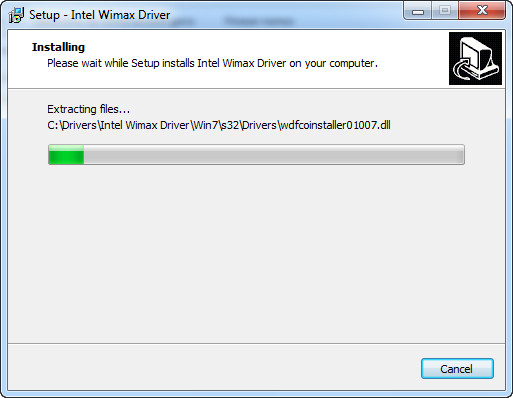 Setup - Intel Wimax Driver
Installing
Please wait while Setup installs Intel Wimax Driver on your computer.
Extracting files...
C:\Drivers\Intel Wimax Driver\Win7\s32\Drivers\wdfcoinstaller01007.dll
Cancel